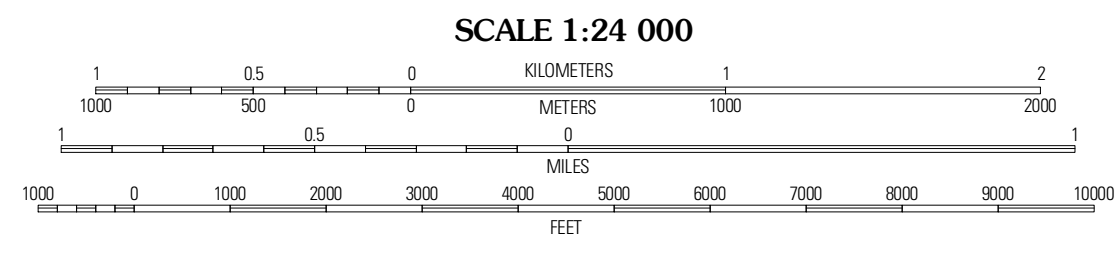 SCALE 1:24 000
1 0.5 0 KILOMETERS 1 2
1000 500 0 METERS 1000 2000
1 0.5 0 1
MILES
1000 0 1000 2000 3000 4000 5000 6000 7000 8000 9000 10000
FEET